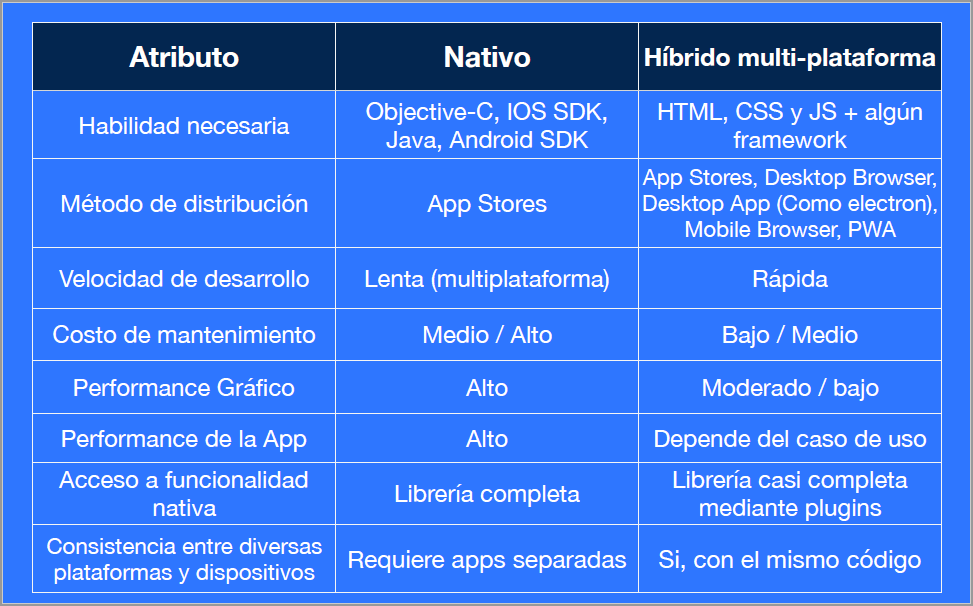 Atributo
Nativo
Híbrido multi-plataforma
Habilidad necesaria
Objective-C, IOS SDK,
Java, Android SDK
HTML, CSS y JS + algún
framework
Método de distribución
App Stores
App Stores, Desktop Browser,
Desktop App (Como electron),
Mobile Browser, PWA
Velocidad de desarrollo
Lenta (multiplataforma)
Rápida
Costo de mantenimiento
Medio / Alto
Bajo / Medio
Performance Gráfico
Alto
Moderado / bajo
Performance de la App
Alto
Depende del caso de uso
Acceso a funcionalidad
nativa
Librería completa
Librería casi completa
mediante plugins
Consistencia entre diversas
plataformas y dispositivos
Requiere apps separadas
Si, con el mismo código